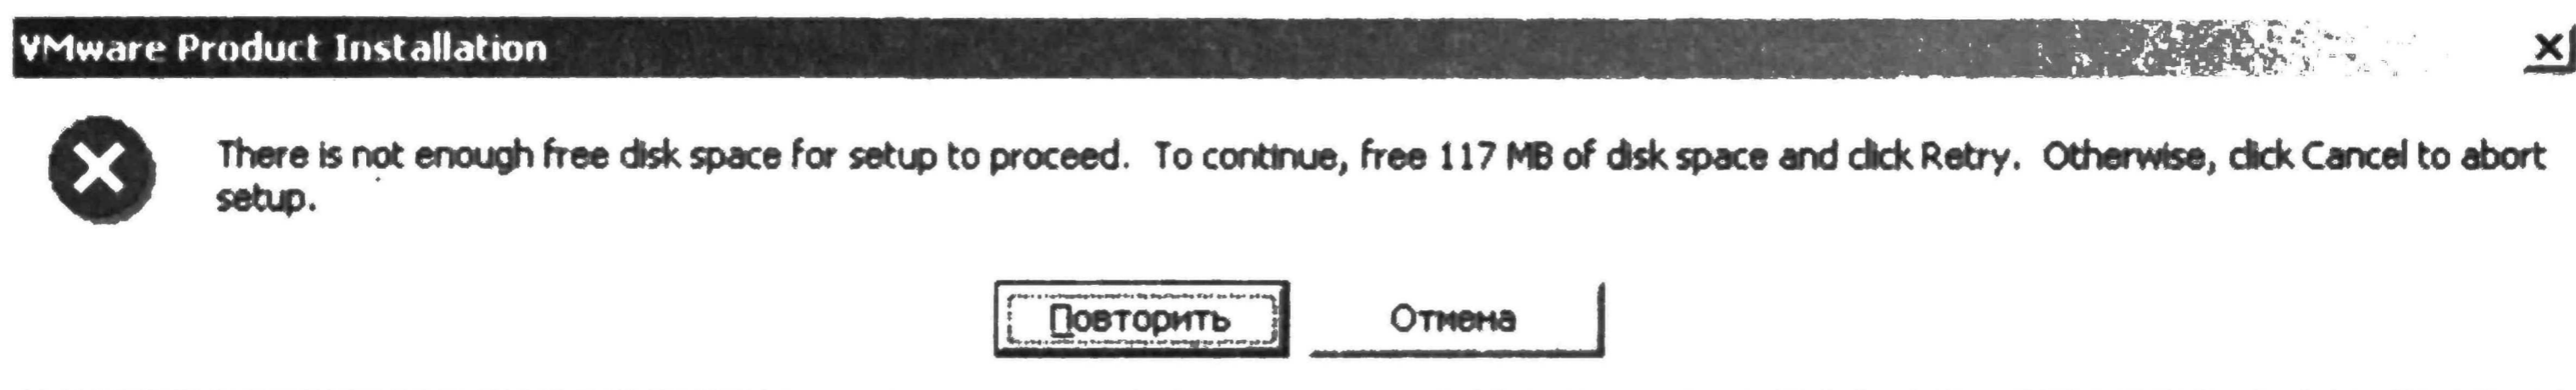 VMware Product Installation
There is not enough free disk space for setup to proceed. To continue, free 117 MB of disk space and click Retry. Otherwise, click Cancel to abort
setup.
Повторить
Отмена